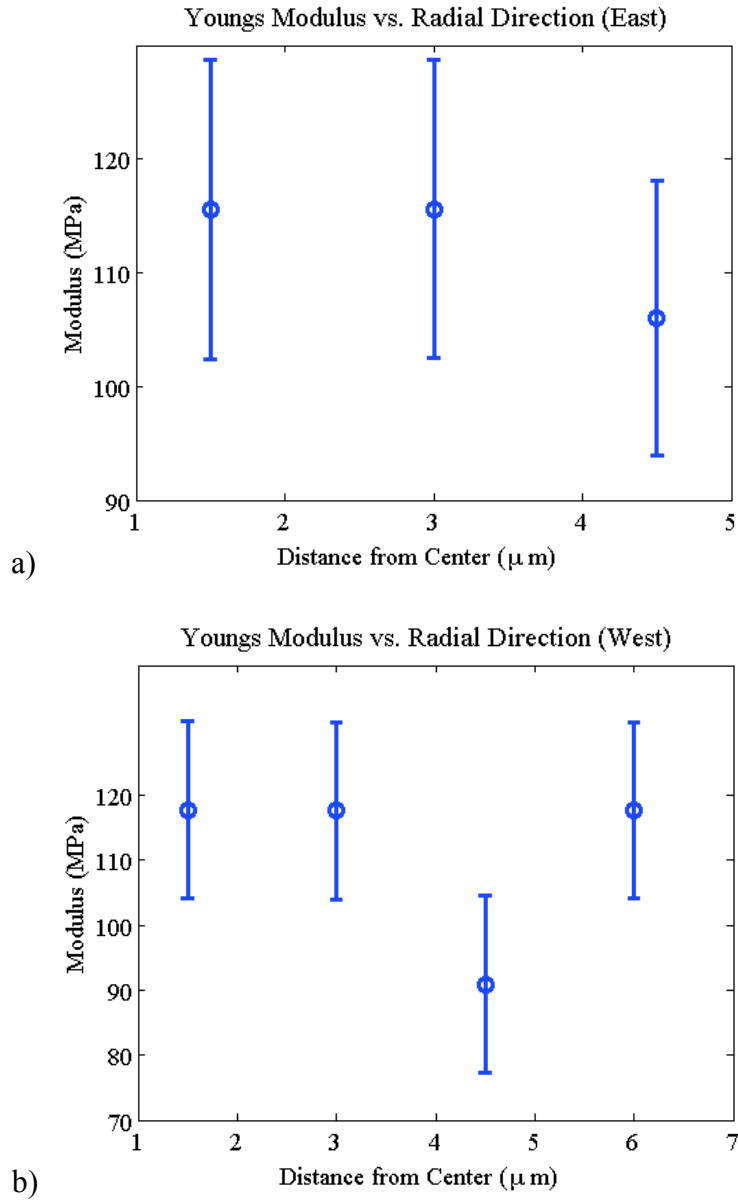 Youngs Modulus vs. Radial Direction (East)
120
110
100
90
Modulus (MPa)
1 2 3 4 5
Distance from Center (μ m)
a)
Youngs Modulus vs. Radial Direction (West)
120
110
100
90
80
70
Modulus (MPa)
1 2 3 4 5 6 7
Distance from Center (μ m)
b)